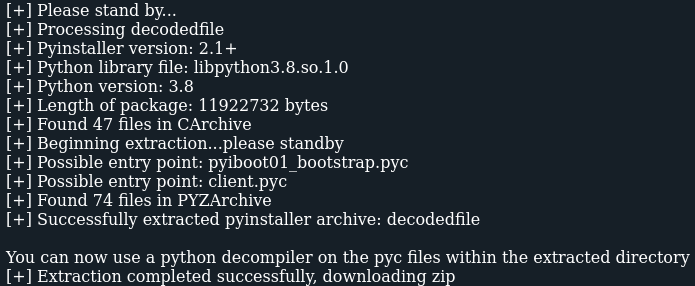 [+] Please stand by...
[+] Processing decodedfile
[+] Pyinstaller version: 2.1+
[+] Python library file: libpython3.8.so.1.0
[+] Python version: 3.8
[+] Length of package: 11922732 bytes
[+] Found 47 files in CArchive
[+] Beginning extraction...please standby
[+] Possible entry point: pyiboot01_bootstrap.pyc
[+] Possible entry point: client.pyc
[+] Found 74 files in PYZArchive
[+] Successfully extracted pyinstaller archive: decodedfile
You can now use a python decompiler on the pyc files within the extracted directory
[+] Extraction completed successfully, downloading zip